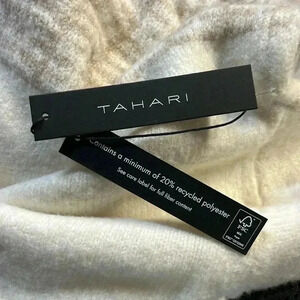 TAHARI
Contains a minimum of 20% recycled polyester
See care label for full fiber content
FSC